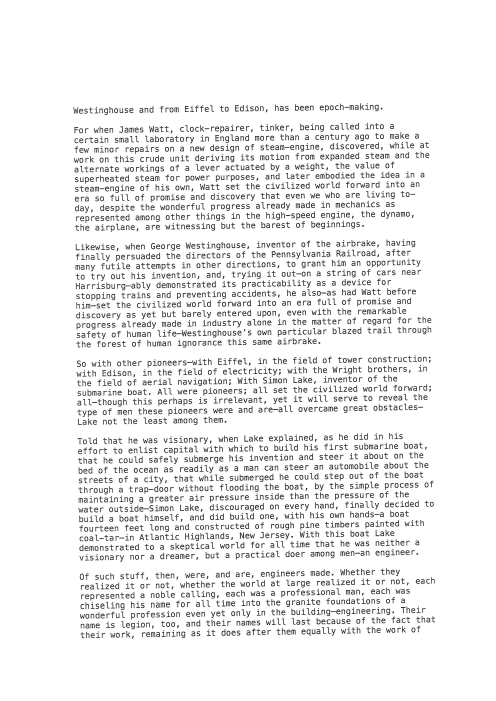 Westinghouse and from Eiffel to Edison, has been epoch—making.
For when James Watt, clock—repairer, tinker, being called into a
certain small laboratory in England more than a century ago to make a
few minor repairs on a new design of steam—engine, discovered, while at
work on this crude unit deriving its motion from expanded steam and the
alternate workings of a lever actuated by a weight, the value of
superheated steam for power purposes, and later embodied the idea in a
steam—engine of his own, Watt set the civilized world forward into an
era so full of promise and discovery that even we who are living to—
day, despite the wonderful progress already made in mechanics as
represented among other things in the high—speed engine, the dynamo,
the airplane, are witnessing but the barest of beginnings.
Likewise, when George Westinghouse, inventor of the airbrake, having
finally persuaded the directors of the Pennsylvania Railroad, after
many futile attempts in other directions, to grant him an opportunity
to try out his invention, and, trying it out—on a string of cars near
Harrisburg—ably demonstrated its practicability as a device for
stopping trains and preventing accidents, he also—as had Watt before
him—set the civilized world forward into an era full of promise and
discovery as yet but barely entered upon, even with the remarkable
progress already made in industry alone in the matter of regard for the
safety of human life—Westinghouse's own particular blazed trail through
the forest of human ignorance this same airbrake.
So with other pioneers—with Eiffel, in the field of tower construction;
with Edison, in the field of electricity; with the Wright brothers, in
the field of aerial navigation; With Simon Lake, inventor of the
submarine boat. All were pioneers; all set the civilized world forward;
all—though this perhaps is irrelevant, yet it will serve to reveal the
type of men these pioneers were and are—all overcame great obstacles—
Lake not the least among them.
Told that he was visionary, when Lake explained, as he did in his
effort to enlist capital with which to build his first submarine boat,
that he could safely submerge his invention and steer it about on the
bed of the ocean as readily as a man can steer an automobile about the
streets of a city, that while submerged he could step out of the boat
through a trap—door without flooding the boat, by the simple process of
maintaining a greater air pressure inside than the pressure of the
water outside—Simon Lake, discouraged on every hand, finally decided to
build a boat himself, and did build one, with his own hands—a boat
fourteen feet long and constructed of rough pine timbers painted with
coal—tar—in Atlantic Highlands, New Jersey. With this boat Lake
demonstrated to a skeptical world for all time that he was neither a
visionary nor a dreamer, but a practical doer among men—an engineer.
Of such stuff, then, were, and are, engineers made. Whether they
realized it or not, whether the world at large realized it or not, each
represented a noble calling, each was a professional man, each was
chiseling his name for all time into the granite foundations of a
wonderful profession even yet only in the building—engineering. Their
name is legion, too, and their names will last because of the fact that
their work, remaining as it does after them equally with the work of